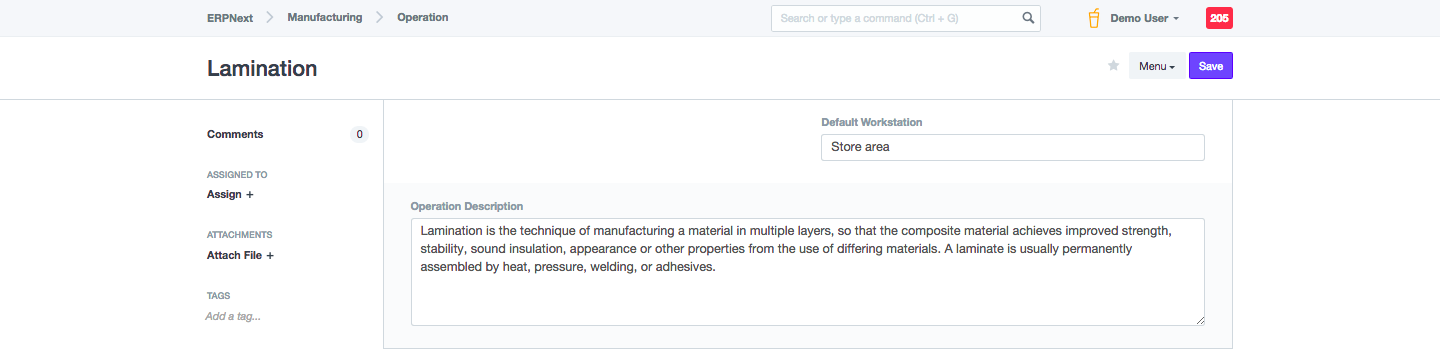 ERPNext Manufacturing Operation Search or type a command (Ctrl + G) Demo User 205
Lamination Menu Save
Comments 0
ASSIGNED TO
Assign +
ATTACHMENTS
Attach File +
TAGS
Add a tag...
Default Workstation
Store area
Operation Description
Lamination is the technique of manufacturing a material in multiple layers, so that the composite material achieves improved strength,
stability, sound insulation, appearance or other properties from the use of differing materials. A laminate is usually permanently
assembled by heat, pressure, welding, or adhesives.